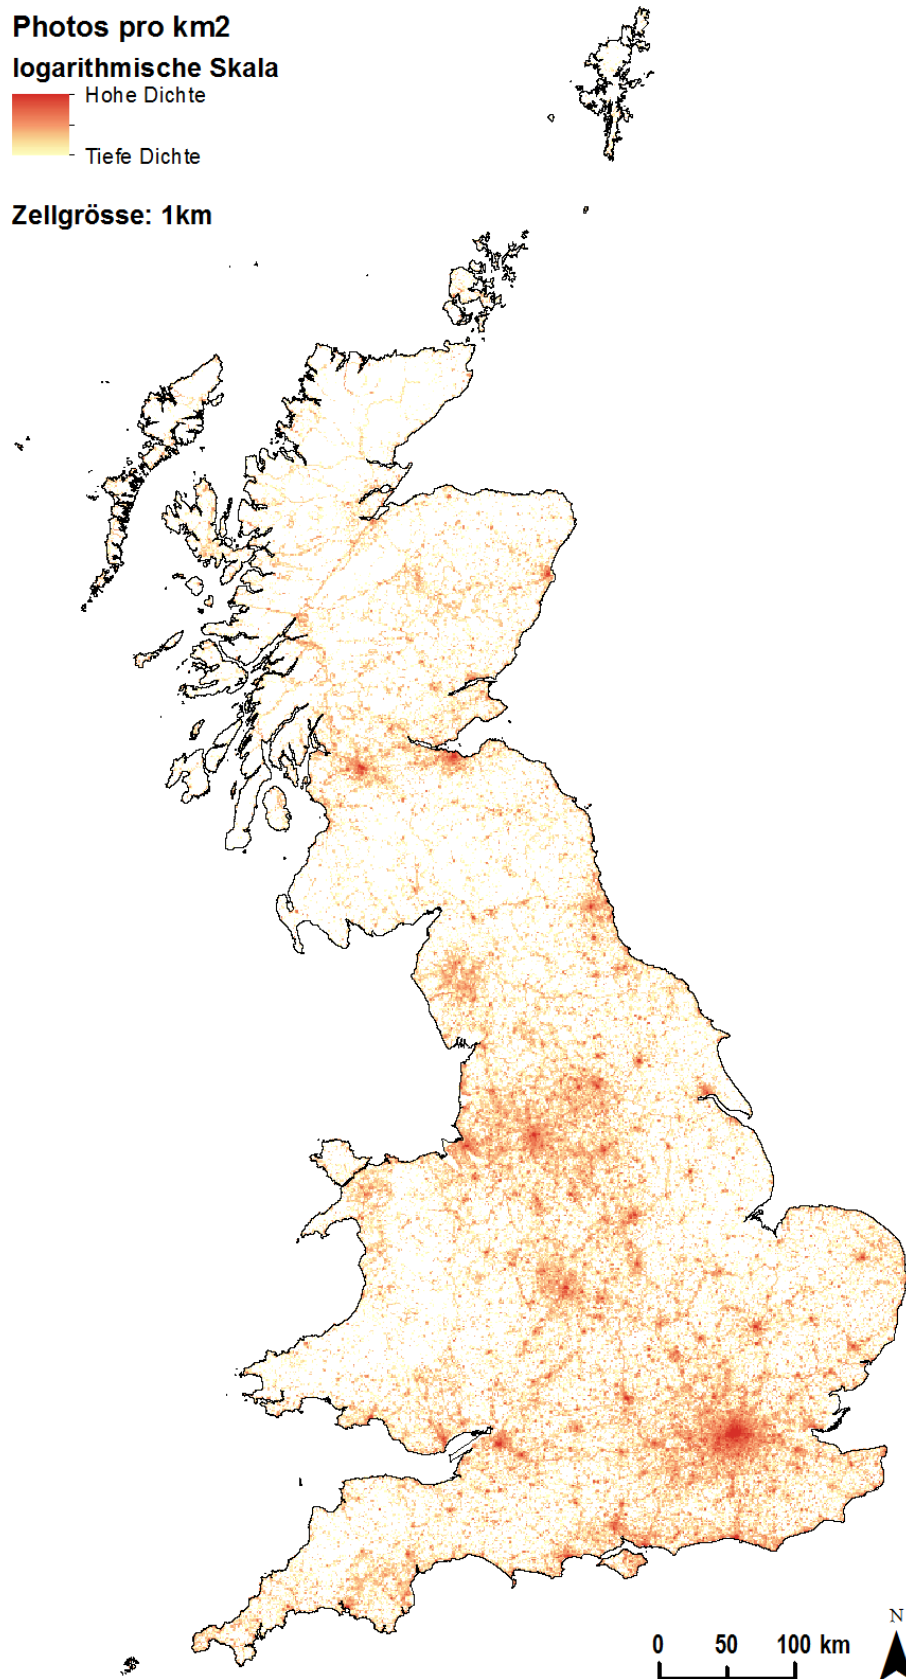 Photos pro km2
logarithmische Skala
Hohe Dichte
Tiefe Dichte
Zellgrösse: 1km
N
0 50 100 km